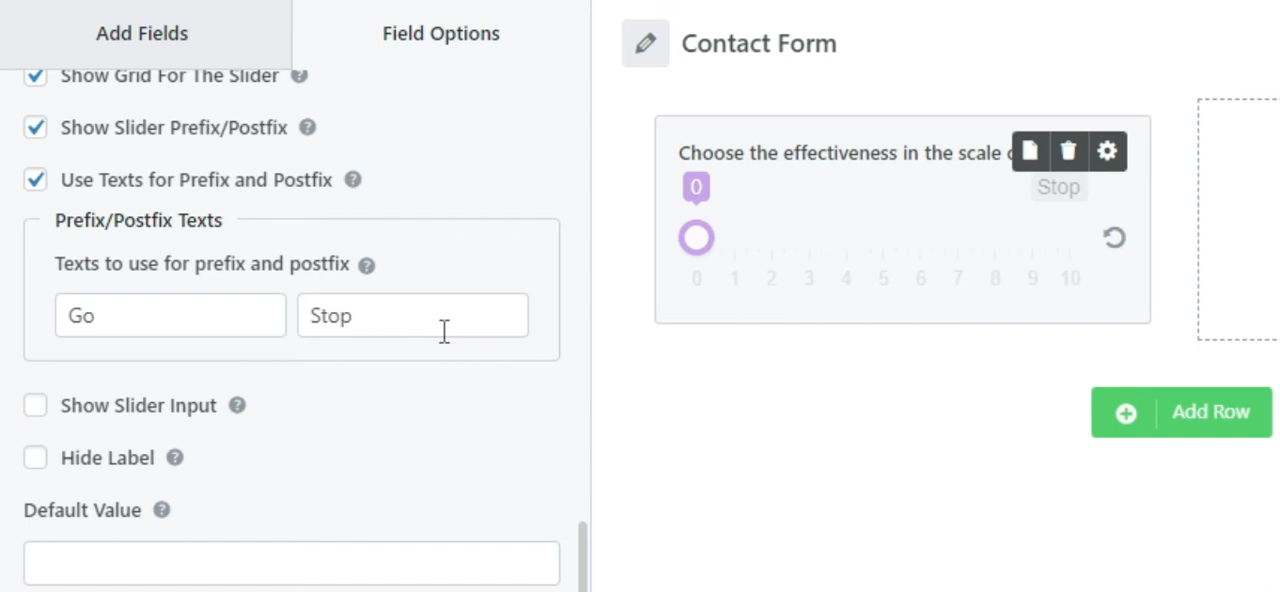 Add Fields
Field Options
Show Grid For The Slider
Show Slider Prefix/Postfix
Use Texts for Prefix and Postfix
Prefix/Postfix Texts
Texts to use for prefix and postfix
Go
Stop
Show Slider Input
Hide Label
Default Value
Contact Form
Choose the effectiveness in the scale
0
Stop
0 1 2 3 4 5 6 7 8 9 10
Add Row